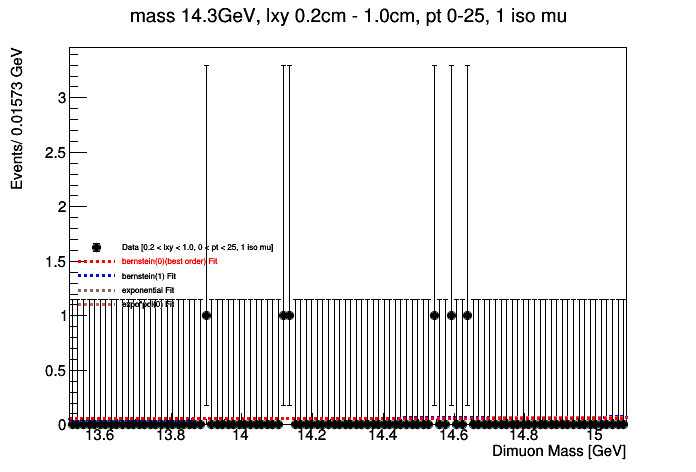 mass 14.3GeV, lxy 0.2cm - 1.0cm, pt 0-25, 1 iso mu
Events/ 0.01573 GeV
3
2.5
2
1.5
1
0.5
0
Data [0.2 < lxy < 1.0, 0 < pt < 25, 1 iso mu]
bernstein(0)(best order) Fit
bernstein(1) Fit
exponential Fit
13.6 13.8 14 14.2 14.4 14.6 14.8 15
Dimuon Mass [GeV]